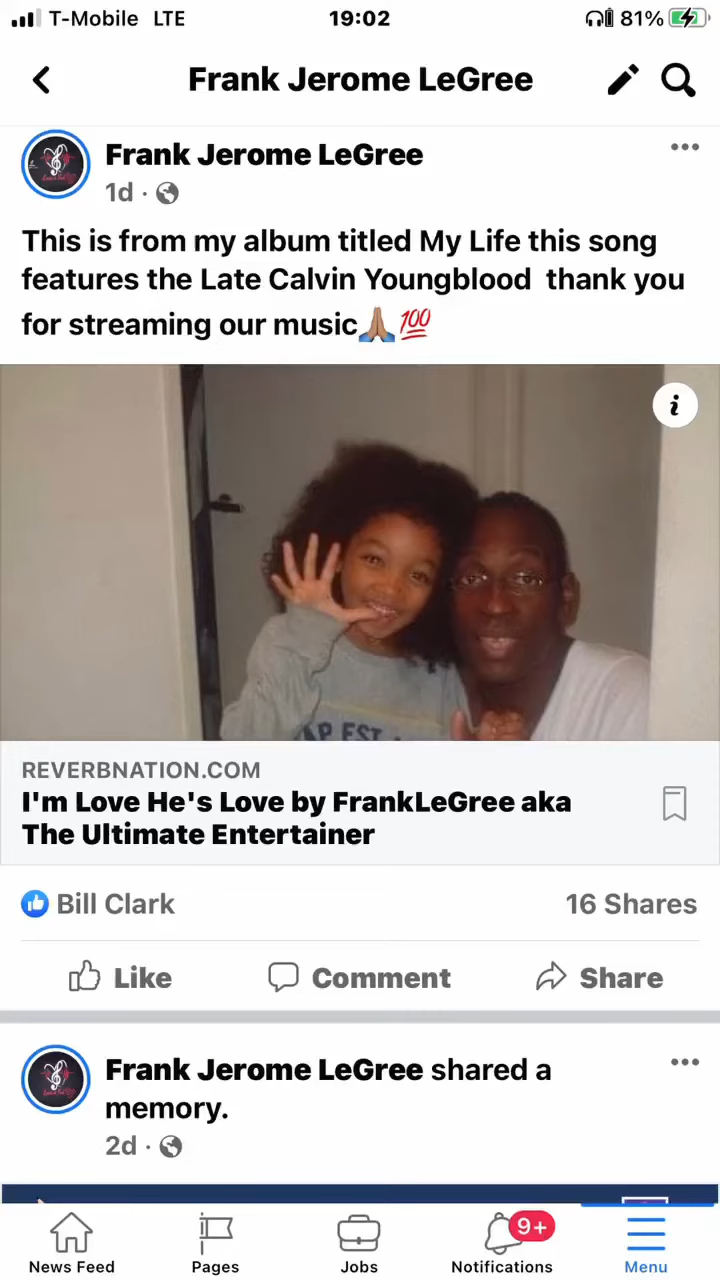 T-Mobile LTE 19:02 81%
Frank Jerome LeGree
Frank Jerome LeGree
1d ·
This is from my album titled My Life this song
features the Late Calvin Youngblood thank you
for streaming our music🙏🏽💯
i
AP EST.
REVERBNATION.COM
I'm Love He's Love by FrankLeGree aka
The Ultimate Entertainer
Bill Clark 16 Shares
Like Comment Share
Frank Jerome LeGree shared a
memory.
2d ·
9+
News Feed Pages Jobs Notifications Menu